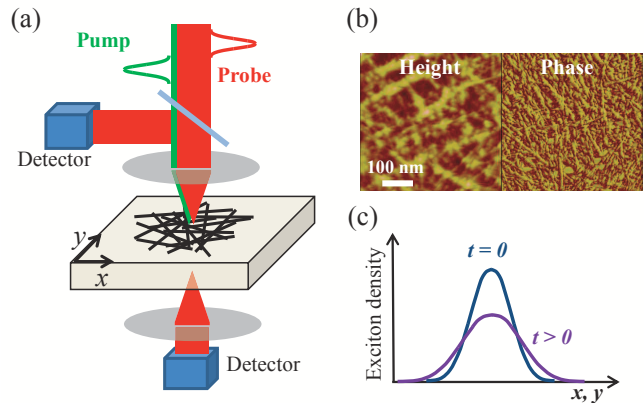 (a)
Pump
Probe
Detector
y
x
Detector
(b)
Height
Phase
100 nm
(c)
Exciton density
t = 0
t > 0
x, y